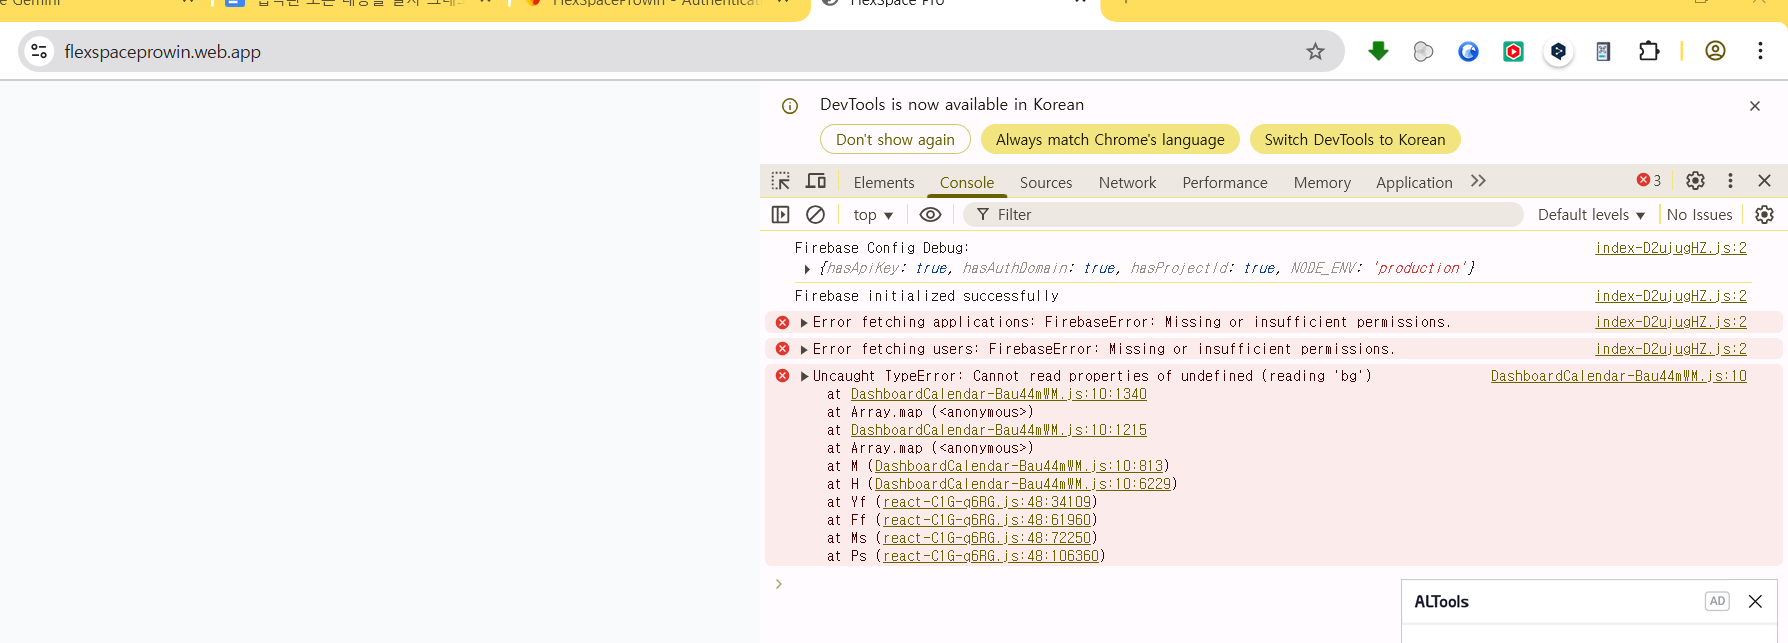 Gemini
FlexSpaceProwin - Authentica
FlexSpace Pro
flexspaceprowin.web.app
DevTools is now available in Korean
Don't show again
Always match Chrome's language
Switch DevTools to Korean
Elements Console Sources Network Performance Memory Application 3
top Filter Default levels No Issues
Firebase Config Debug: index-D2ujugHZ.js:2
{hasApiKey: true, hasAuthDomain: true, hasProjectId: true, NODE_ENV: 'production'}
Firebase initialized successfully index-D2ujugHZ.js:2
Error fetching applications: FirebaseError: Missing or insufficient permissions. index-D2ujugHZ.js:2
Error fetching users: FirebaseError: Missing or insufficient permissions. index-D2ujugHZ.js:2
Uncaught TypeError: Cannot read properties of undefined (reading 'bg') DashboardCalendar-Bau44mWM.js:10
at DashboardCalendar-Bau44mWM.js:10:1340
at Array.map (<anonymous>)
at DashboardCalendar-Bau44mWM.js:10:1215
at Array.map (<anonymous>)
at M (DashboardCalendar-Bau44mWM.js:10:813)
at H (DashboardCalendar-Bau44mWM.js:10:6229)
at Yf (react-C1G-q6RG.js:48:34109)
at Ff (react-C1G-q6RG.js:48:61960)
at Ms (react-C1G-q6RG.js:48:72250)
at Ps (react-C1G-q6RG.js:48:106360)
ALTools AD